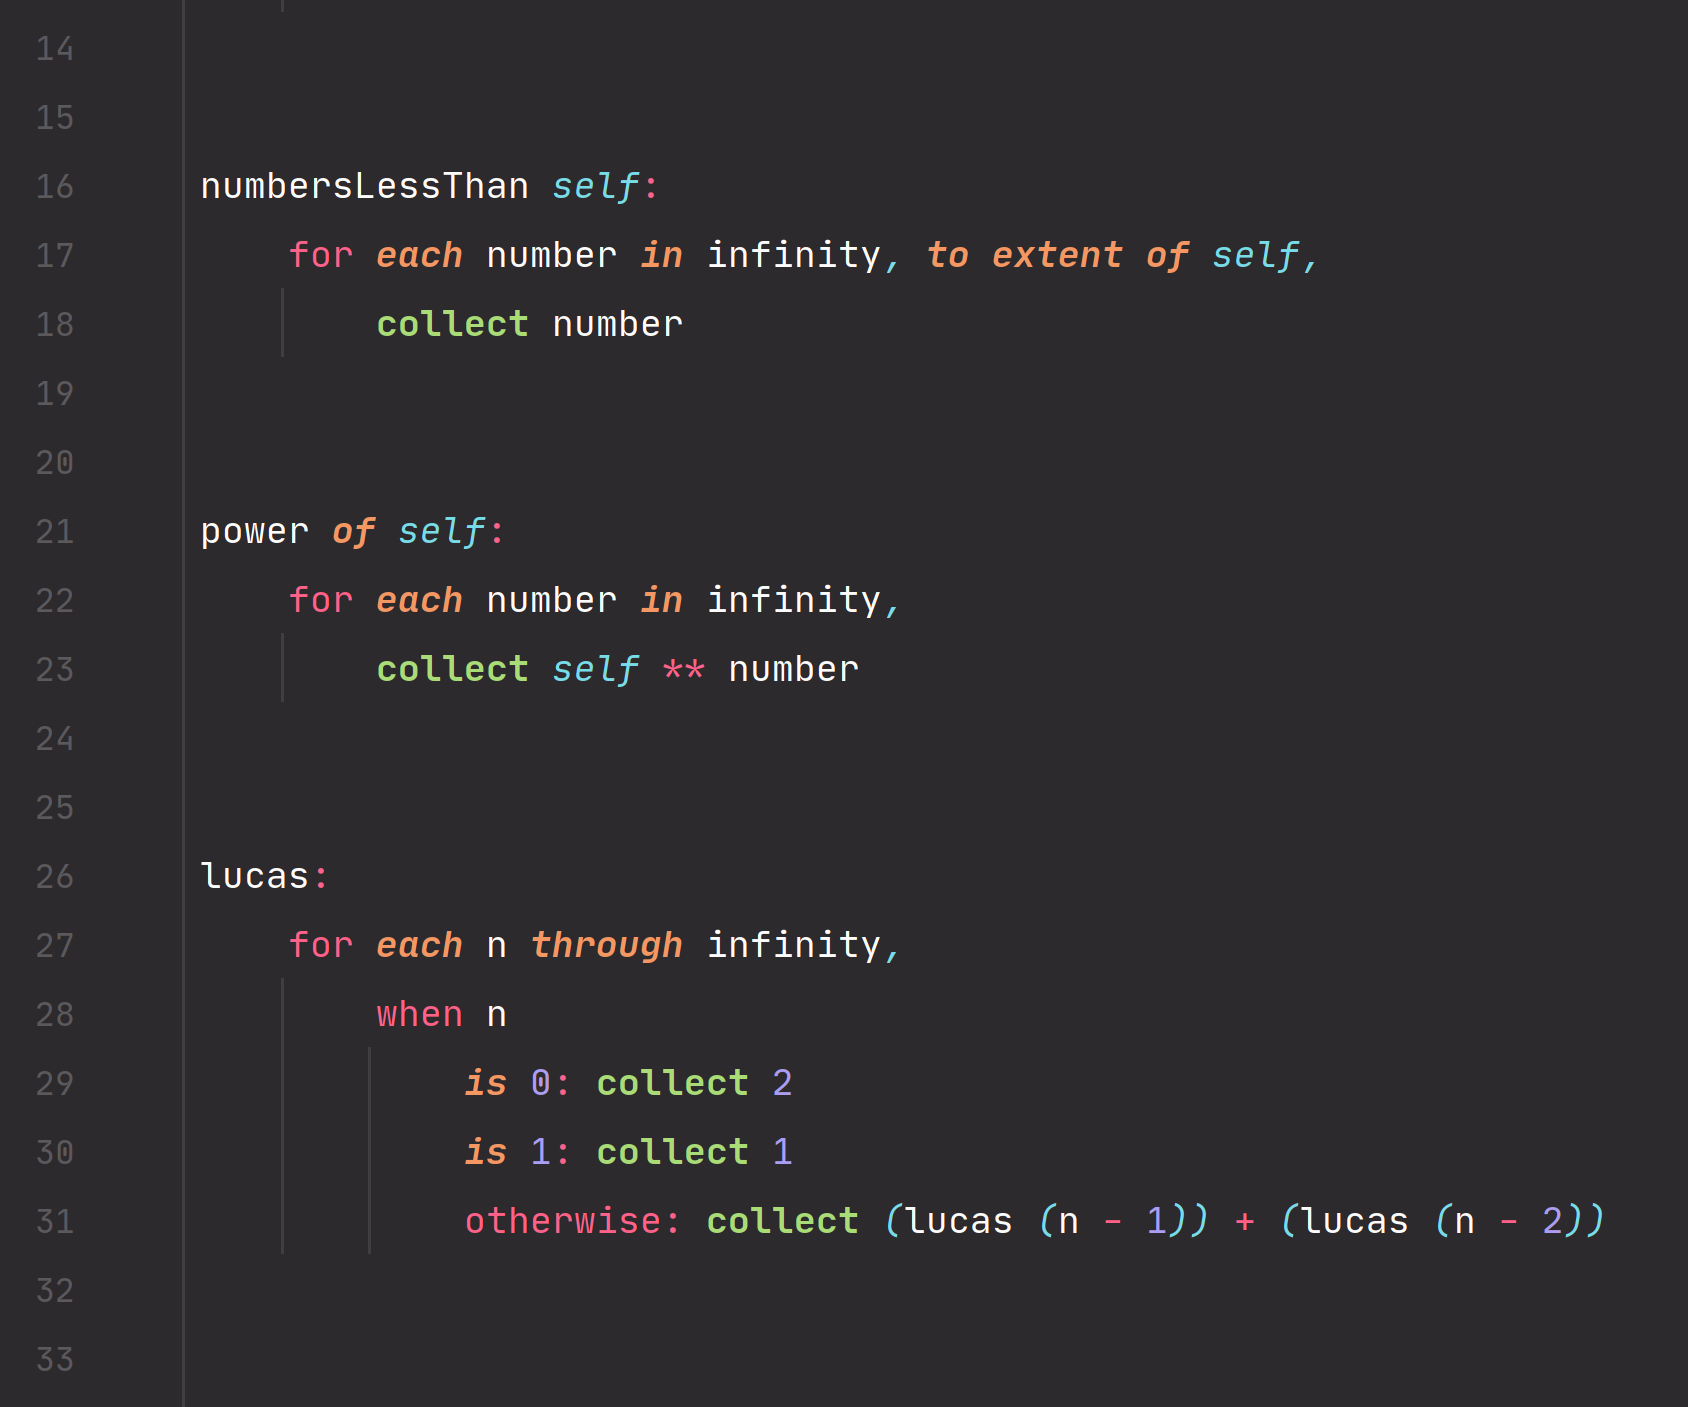 14
15
16 numbersLessThan self:
17     for each number in infinity, to extent of self,
18         collect number
19
20
21 power of self:
22     for each number in infinity,
23         collect self ** number
24
25
26 lucas:
27     for each n through infinity,
28         when n
29             is 0: collect 2
30             is 1: collect 1
31             otherwise: collect (lucas (n - 1)) + (lucas (n - 2))
32
33